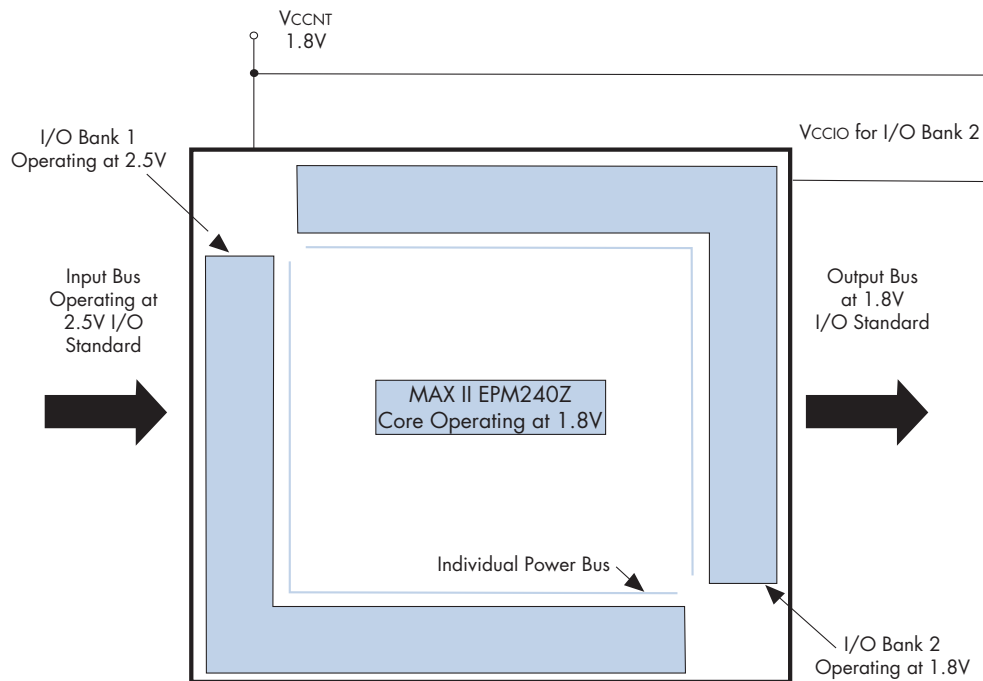 VCCNT
1.8V
I/O Bank 1
Operating at 2.5V
VCCIO for I/O Bank 2
Input Bus
Operating at
2.5V I/O
Standard
Output Bus
at 1.8V
I/O Standard
MAX II EPM240Z
Core Operating at 1.8V
Individual Power Bus
I/O Bank 2
Operating at 1.8V